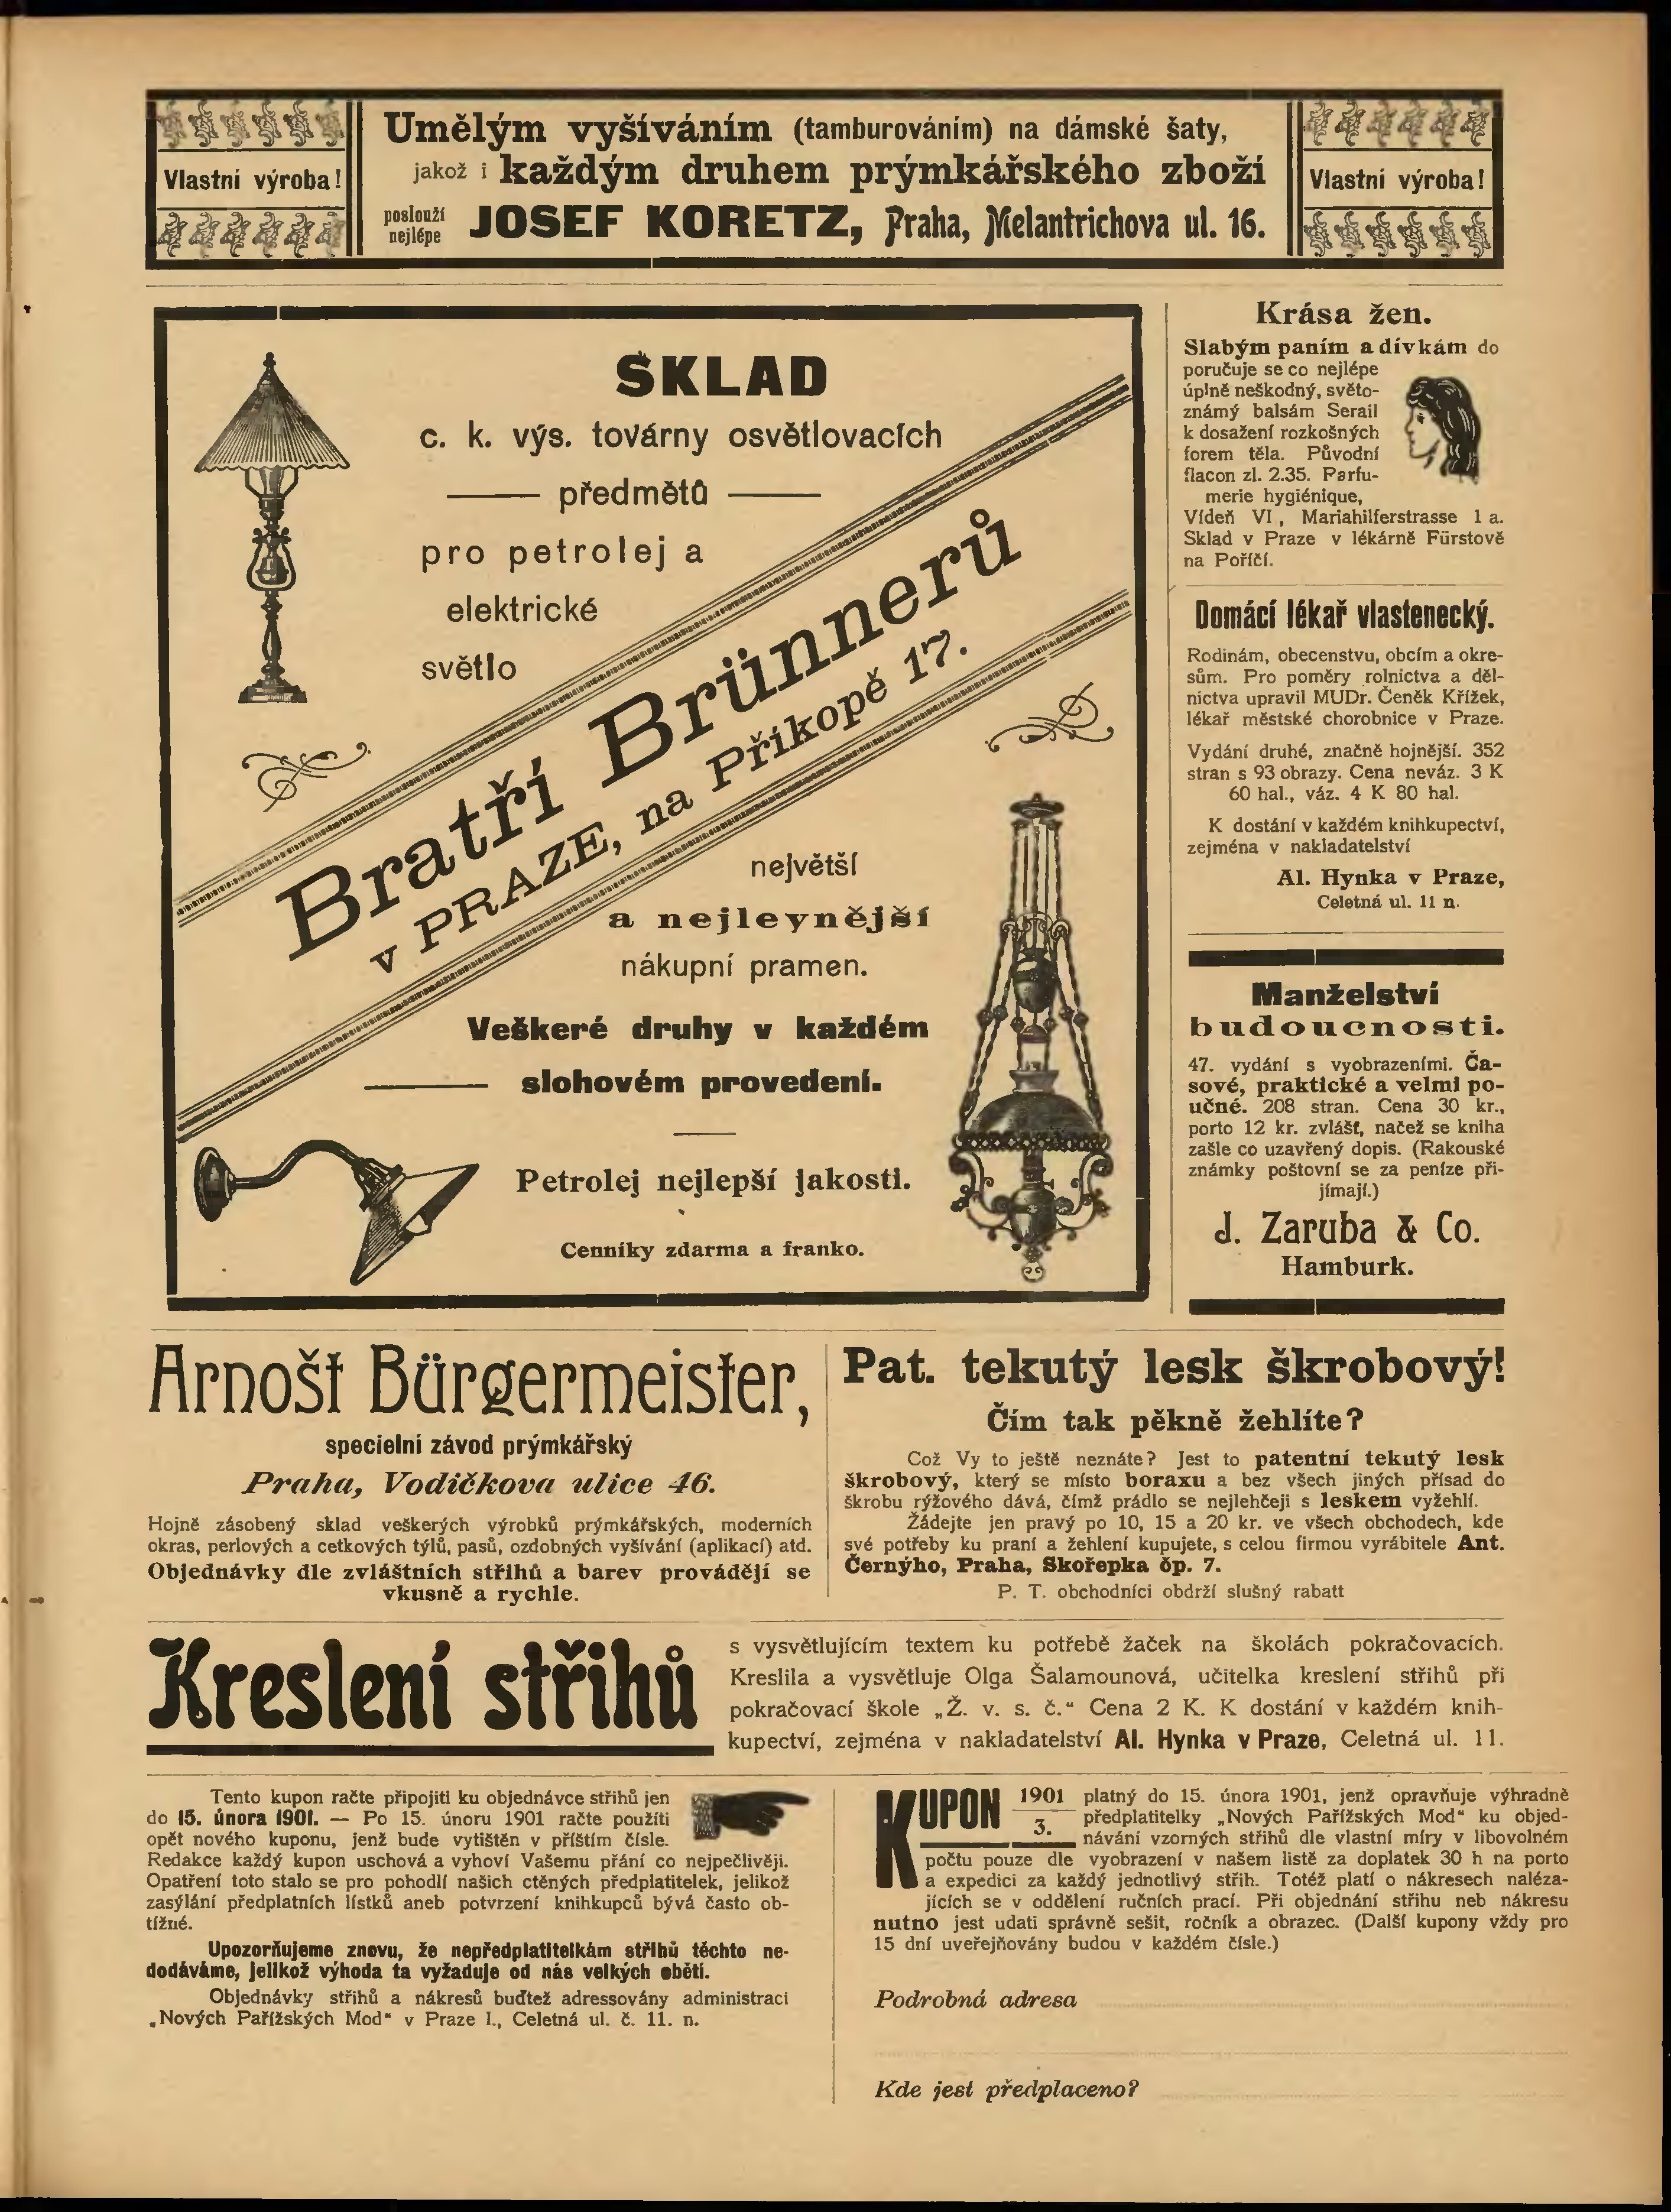 Vlastní výroba!
Umělým vyšíváním (tamburováním) na dámské šaty,
jakož i každým druhem prýmkářského zboží
poslouží
nejlépe
JOSEF KORETZ, Praha, Melantrichova ul. 16.
Vlastní výroba!
SKLAD
c. k. výs. továrny osvětlovacích
předmětů
pro petrolej a
elektrické
světlo
Bratří Brünnerů
v PRAZE, na Příkopě 17.
největší
a nejlevnější
nákupní pramen.
Veškeré druhy v každém
slohovém provedení.
Petrolej nejlepší jakosti.
Cenníky zdarma a franko.
Krása žen.
Slabým paním a dívkám do
poručuje se co nejlépe
úplně neškodný, světo-
známý balsám Serail
k dosažení rozkošných
forem těla. Původní
flacon zl. 2.35. Parfu-
merie hygiénique,
Vídeň VI, Mariahilferstrasse 1 a.
Sklad v Praze v lékárně Fürstově
na Poříčí.
Domácí lékař vlastenecký.
Rodinám, obecenstvu, obcím a okre-
sům. Pro poměry rolnictva a děl-
nictva upravil MUDr. Čeněk Křížek,
lékař městské chorobnice v Praze.
Vydání druhé, značně hojnější. 352
stran s 93 obrazy. Cena neváz. 3 K
60 hal., váz. 4 K 80 hal.
K dostání v každém knihkupectví,
zejména v nakladatelství
Al. Hynka v Praze,
Celetná ul. 11 n.
Manželství
budoucnosti.
47. vydání s vyobrazeními. Ča-
sové, praktické a velmi po-
učné. 208 stran. Cena 30 kr.,
porto 12 kr. zvlášť, načež se kniha
zašle co uzavřený dopis. (Rakouské
známky poštovní se za peníze při-
jímají.)
J. Zaruba & Co.
Hamburk.
Arnošt Bürgermeister,
specielní závod prýmkářský
Praha, Vodičkova ulice 46.
Hojně zásobený sklad veškerých výrobků prýmkářských, moderních
okras, perlových a cetkových týlů, pasů, ozdobných vyšívání (aplikací) atd.
Objednávky dle zvláštních střihů a barev provádějí se
vkusně a rychle.
Pat. tekutý lesk škrobový!
Čím tak pěkně žehlíte?
Což Vy to ještě neznáte? Jest to patentní tekutý lesk
škrobový, který se místo boraxu a bez všech jiných přísad do
škrobu rýžového dává, čímž prádlo se nejlehčeji s leskem vyžehlí.
Žádejte jen pravý po 10, 15 a 20 kr. ve všech obchodech, kde
své potřeby ku praní a žehlení kupujete, s celou firmou vyrábitele Ant.
Černýho, Praha, Skořepka čp. 7.
P. T. obchodníci obdrží slušný rabatt
Kreslení střihů
s vysvětlujícím textem ku potřebě žaček na školách pokračovacích.
Kreslila a vysvětluje Olga Šalamounová, učitelka kreslení střihů při
pokračovací škole „Ž. v. s. č.“ Cena 2 K. K dostání v každém knih-
kupectví, zejména v nakladatelství Al. Hynka v Praze, Celetná ul. 11.
Tento kupon račte připojiti ku objednávce střihů jen
do 15. února 1901. — Po 15. únoru 1901 račte použíti
opět nového kuponu, jenž bude vytištěn v příštím čísle.
Redakce každý kupon uschová a vyhoví Vašemu přání co nejpečlivěji.
Opatření toto stalo se pro pohodlí našich ctěných předplatitelek, jelikož
zasýlání předplatních lístků aneb potvrzení knihkupců bývá často ob-
tížné.
Upozorňujeme znovu, že nepředplatitelkám střihů těchto ne-
dodáváme, jelikož výhoda ta vyžaduje od nás velkých obětí.
Objednávky střihů a nákresů buďtež adressovány administraci
„Nových Pařížských Mod“ v Praze I., Celetná ul. č. 11. n.
KUPON 1901 platný do 15. února 1901, jenž opravňuje výhradně
3. předplatitelky „Nových Pařížských Mod“ ku objed-
návání vzorných střihů dle vlastní míry v libovolném
počtu pouze dle vyobrazení v našem listě za doplatek 30 h na porto
a expedici za každý jednotlivý střih. Totéž platí o nákresech naléza-
jících se v oddělení ručních prací. Při objednání střihu neb nákresu
nutno jest udati správně sešit, ročník a obrazec. (Další kupony vždy pro
15 dní uveřejňovány budou v každém čísle.)
Podrobná adresa
Kde jest předplaceno?